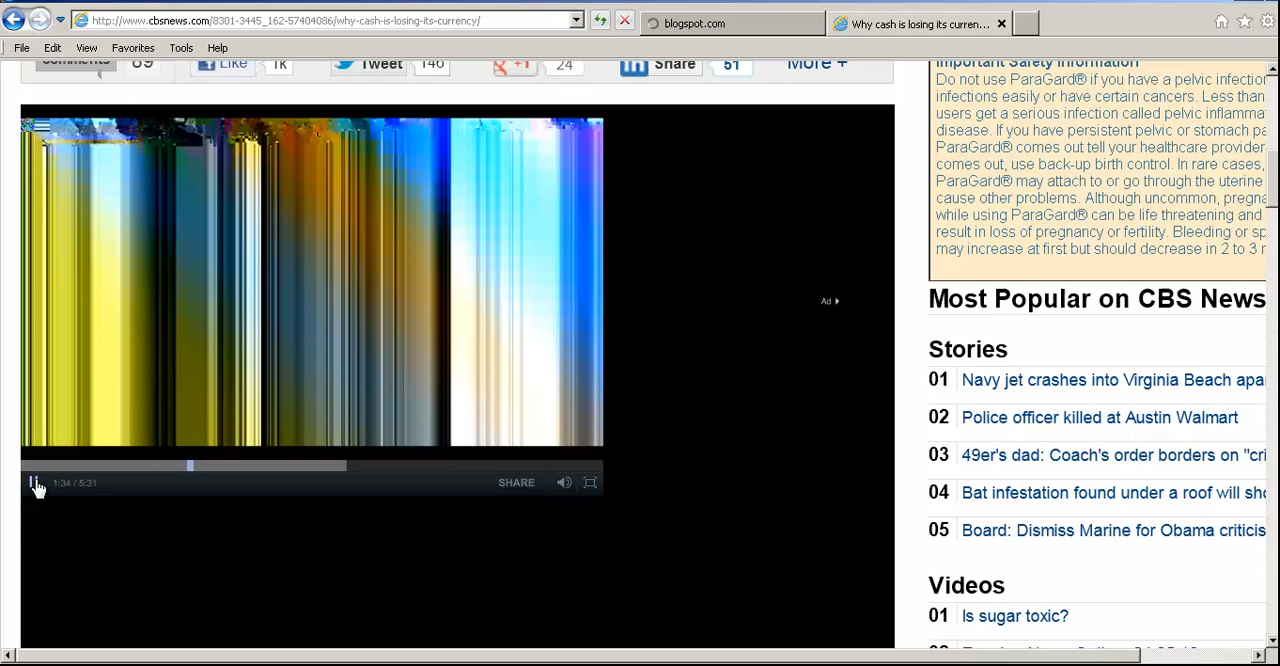 http://www.cbsnews.com/8301-3445_162-57404086/why-cash-is-losing-its-currency/
blogspot.com
Why cash is losing its curren...
File Edit View Favorites Tools Help
comments 89 Like 1k Tweet 146 +1 24 Share 51 More +
Important Safety Information
Do not use ParaGard® if you have a pelvic infection
infections easily or have certain cancers. Less than
users get a serious infection called pelvic inflamma
disease. If you have persistent pelvic or stomach pa
ParaGard® comes out tell your healthcare provider
comes out, use back-up birth control. In rare cases,
ParaGard® may attach to or go through the uterine
cause other problems. Although uncommon, pregna
while using ParaGard® can be life threatening and
result in loss of pregnancy or fertility. Bleeding or sp
may increase at first but should decrease in 2 to 3 m
Ad
Most Popular on CBS News
Stories
01 Navy jet crashes into Virginia Beach apa
02 Police officer killed at Austin Walmart
03 49er's dad: Coach's order borders on "cri
04 Bat infestation found under a roof will sho
05 Board: Dismiss Marine for Obama criticis
1:34 / 5:31 SHARE
Videos
01 Is sugar toxic?